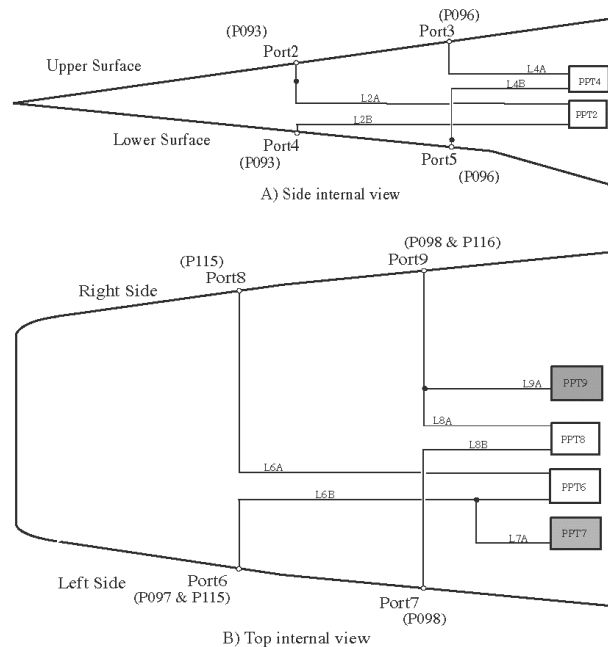 (P096)
(P093)
Port3
Port2
Upper Surface
L4A
PPT4
L4B
L2A
PPT2
L2B
Lower Surface
Port4
(P093)
Port5
(P096)
A) Side internal view
(P098 & P116)
(P115)
Port9
Port8
Right Side
L9A
PPT9
L8A
PPT8
L8B
L6A
PPT6
L6B
PPT7
L7A
Port6
Left Side
(P097 & P115)
Port7
(P098)
B) Top internal view